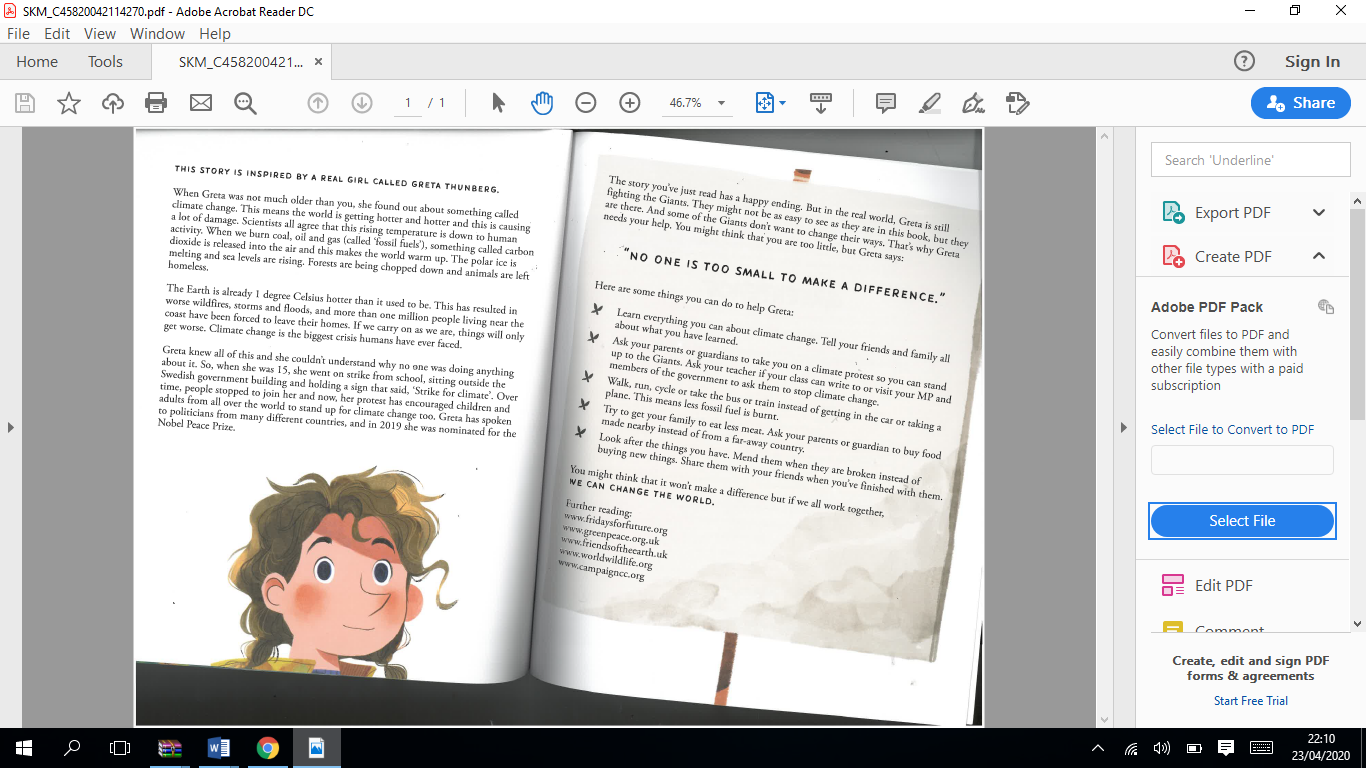 SKM_C45820042114270.pdf - Adobe Acrobat Reader DC
File Edit View Window Help
Home Tools SKM_C458200421... × Sign In
1 / 1 46.7% Share
THIS STORY IS INSPIRED BY A REAL GIRL CALLED GRETA THUNBERG.
When Greta was not much older than you, she found out about something called
climate change. This means the world is getting hotter and hotter and this is causing
a lot of damage. Scientists all agree that this rising temperature is down to human
activity. When we burn coal, oil and gas (called 'fossil fuels'), something called carbon
dioxide is released into the air and this makes the world warm up. The polar ice is
melting and sea levels are rising. Forests are being chopped down and animals are left
homeless.
The Earth is already 1 degree Celsius hotter than it used to be. This has resulted in
worse wildfires, storms and floods, and more than one million people living near the
coast have been forced to leave their homes. If we carry on as we are, things will only
get worse. Climate change is the biggest crisis humans have ever faced.
Greta knew all of this and she couldn't understand why no one was doing anything
about it. So, when she was 15, she went on strike from school, sitting outside the
Swedish government building and holding a sign that said, 'Strike for climate'. Over
time, people stopped to join her and now, her protest has encouraged children and
adults from all over the world to stand up for climate change too. Greta has spoken
to politicians from many different countries, and in 2019 she was nominated for the
Nobel Peace Prize.
The story you've just read has a happy ending. But in the real world, Greta is still
fighting the Giants. They might not be as easy to see as they are in this book, but they
are there. And some of the Giants don't want to change their ways. That's why Greta
needs your help. You might think that you are too little, but Greta says:
"NO ONE IS TOO SMALL TO MAKE A DIFFERENCE."
Here are some things you can do to help Greta:
Learn everything you can about climate change. Tell your friends and family all
about what you have learned.
Ask your parents or guardians to take you on a climate protest so you can stand
up to the Giants. Ask your teacher if your class can write to or visit your MP and
members of the government to ask them to stop climate change.
Walk, run, cycle or take the bus or train instead of getting in the car or taking a
plane. This means less fossil fuel is burnt.
Try to get your family to eat less meat. Ask your parents or guardian to buy food
made nearby instead of from a far-away country.
Look after the things you have. Mend them when they are broken instead of
buying new things. Share them with your friends when you've finished with them.
You might think that it won't make a difference but if we all work together,
WE CAN CHANGE THE WORLD.
Further reading:
www.fridaysforfuture.org
www.greenpeace.org.uk
www.friendsoftheearth.uk
www.worldwildlife.org
www.campaigncc.org
Search 'Underline'
Export PDF
Create PDF
Adobe PDF Pack
Convert files to PDF and
easily combine them with
other file types with a paid
subscription
Select File to Convert to PDF
Select File
Edit PDF
Comment
Create, edit and sign PDF
forms & agreements
Start Free Trial
22:10
23/04/2020